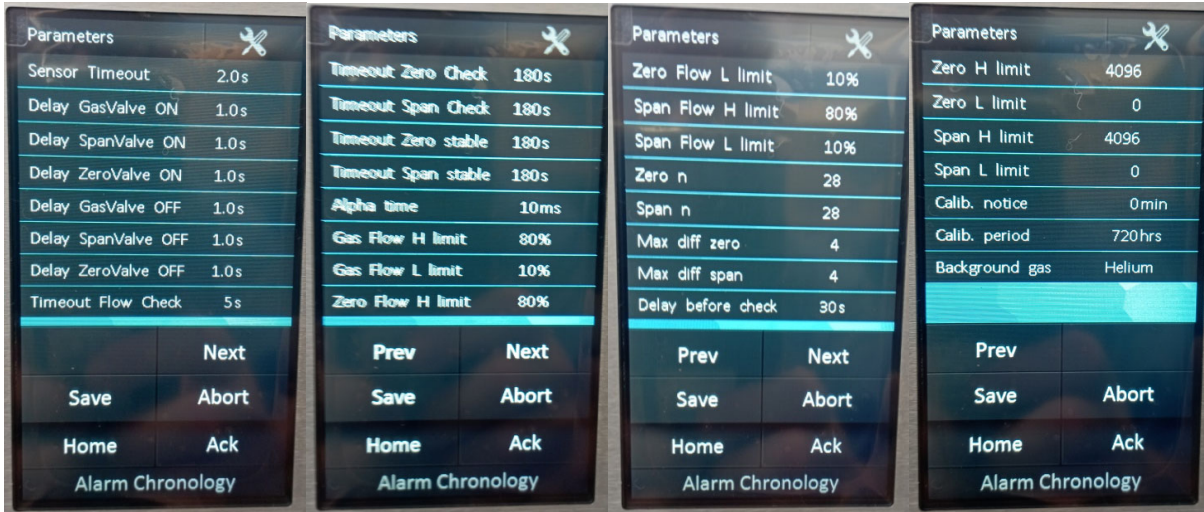 Parameters
Sensor Timeout 2.0s
Delay GasValve ON 1.0s
Delay SpanValve ON 1.0s
Delay ZeroValve ON 1.0s
Delay GasValve OFF 1.0s
Delay SpanValve OFF 1.0s
Delay ZeroValve OFF 1.0s
Timeout Flow Check 5s
Next
Save Abort
Home Ack
Alarm Chronology
Parameters
Timeout Zero Check 180s
Timeout Span Check 180s
Timeout Zero stable 180s
Timeout Span stable 180s
Alpha time 10ms
Gas Flow H limit 80%
Gas Flow L limit 10%
Zero Flow H limit 80%
Prev Next
Save Abort
Home Ack
Alarm Chronology
Parameters
Zero Flow L limit 10%
Span Flow H limit 80%
Span Flow L limit 10%
Zero n 28
Span n 28
Max diff zero 4
Max diff span 4
Delay before check 30s
Prev Next
Save Abort
Home Ack
Alarm Chronology
Parameters
Zero H limit 4096
Zero L limit 0
Span H limit 4096
Span L limit 0
Calib. notice 0min
Calib. period 720hrs
Background gas Helium
Prev
Save Abort
Home Ack
Alarm Chronology